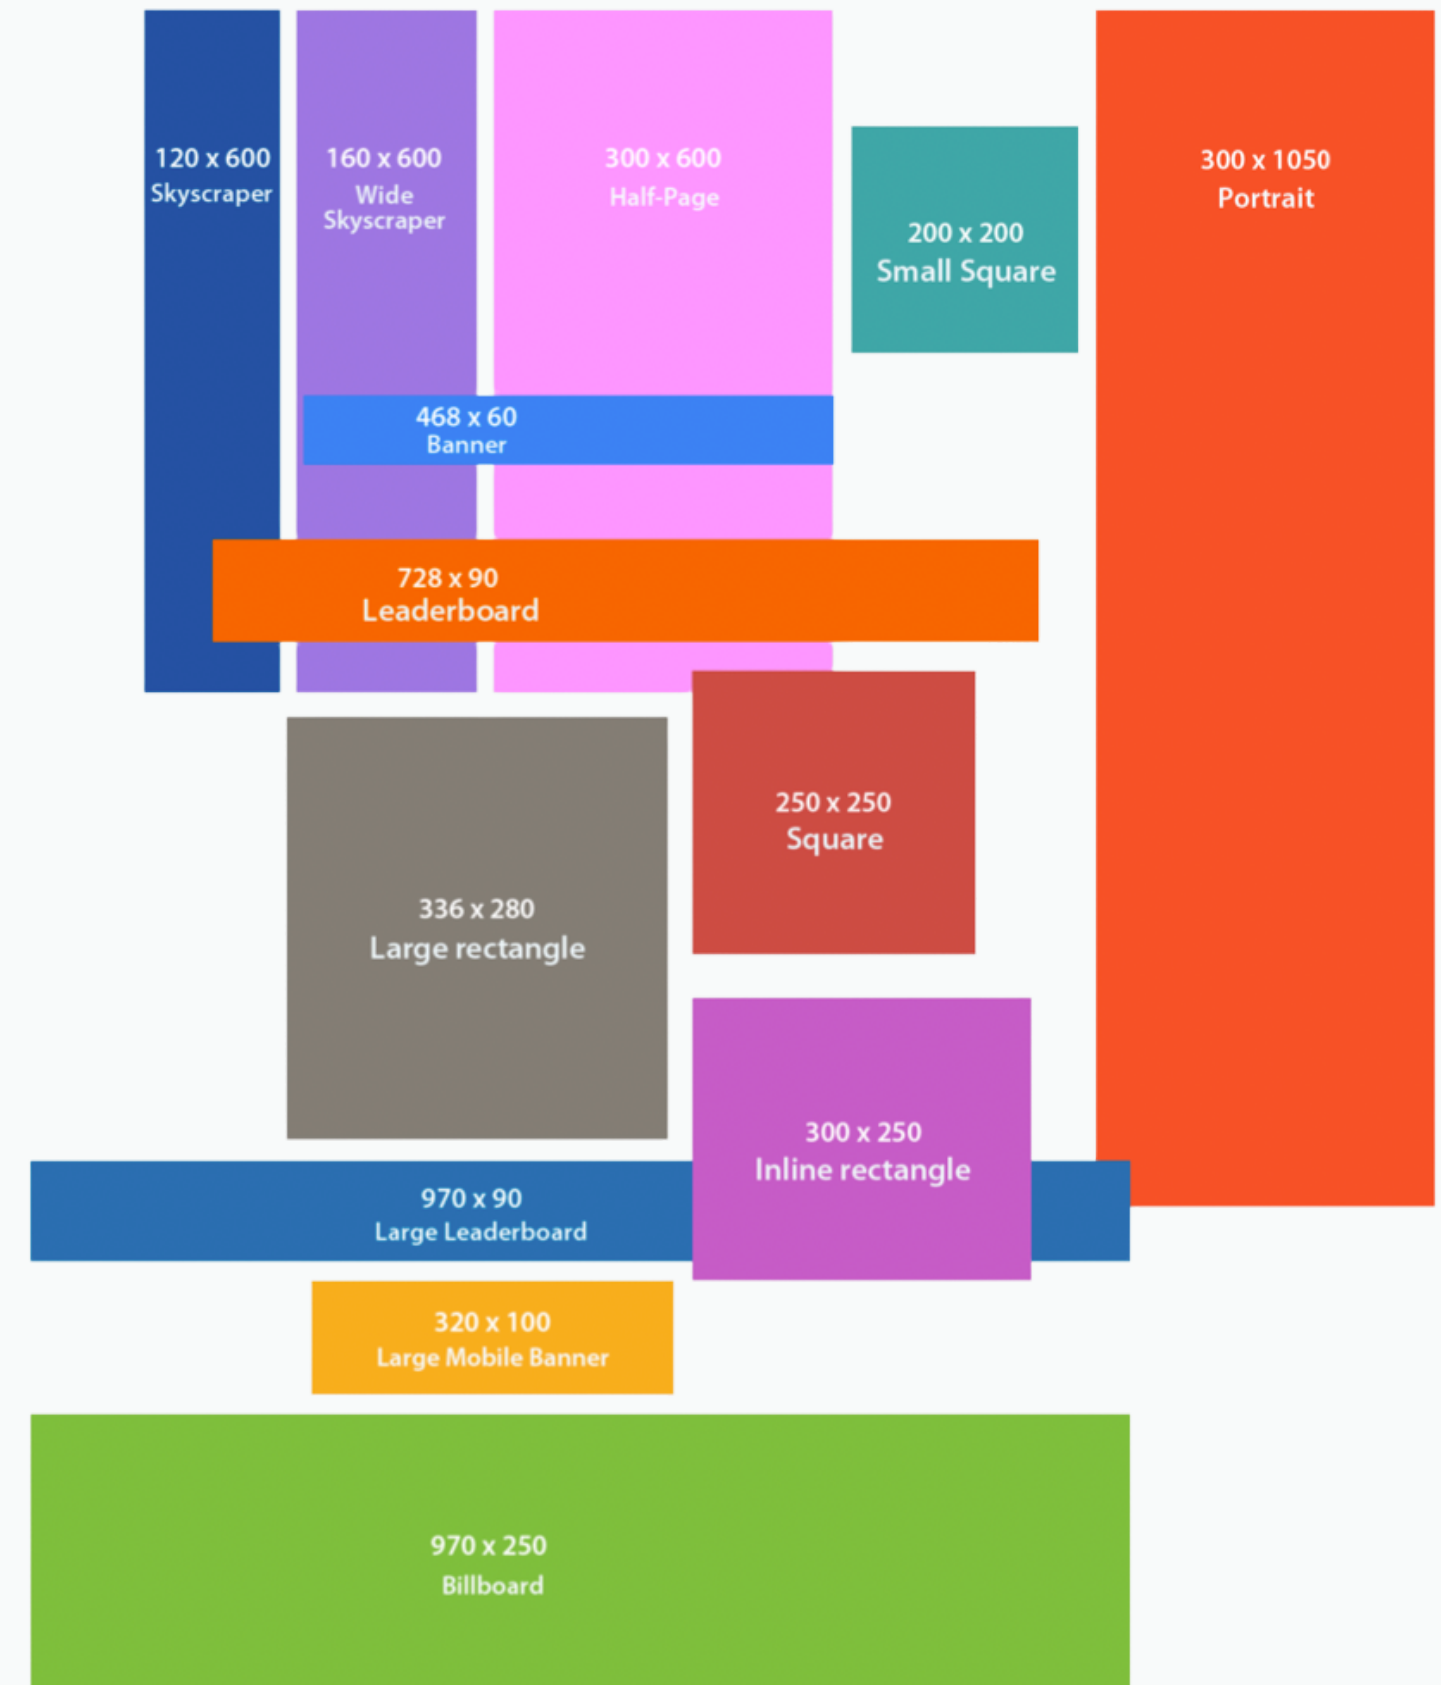 120 x 600
Skyscraper
160 x 600
Wide
Skyscraper
300 x 600
Half-Page
200 x 200
Small Square
300 x 1050
Portrait
468 x 60
Banner
728 x 90
Leaderboard
250 x 250
Square
336 x 280
Large rectangle
300 x 250
Inline rectangle
970 x 90
Large Leaderboard
320 x 100
Large Mobile Banner
970 x 250
Billboard